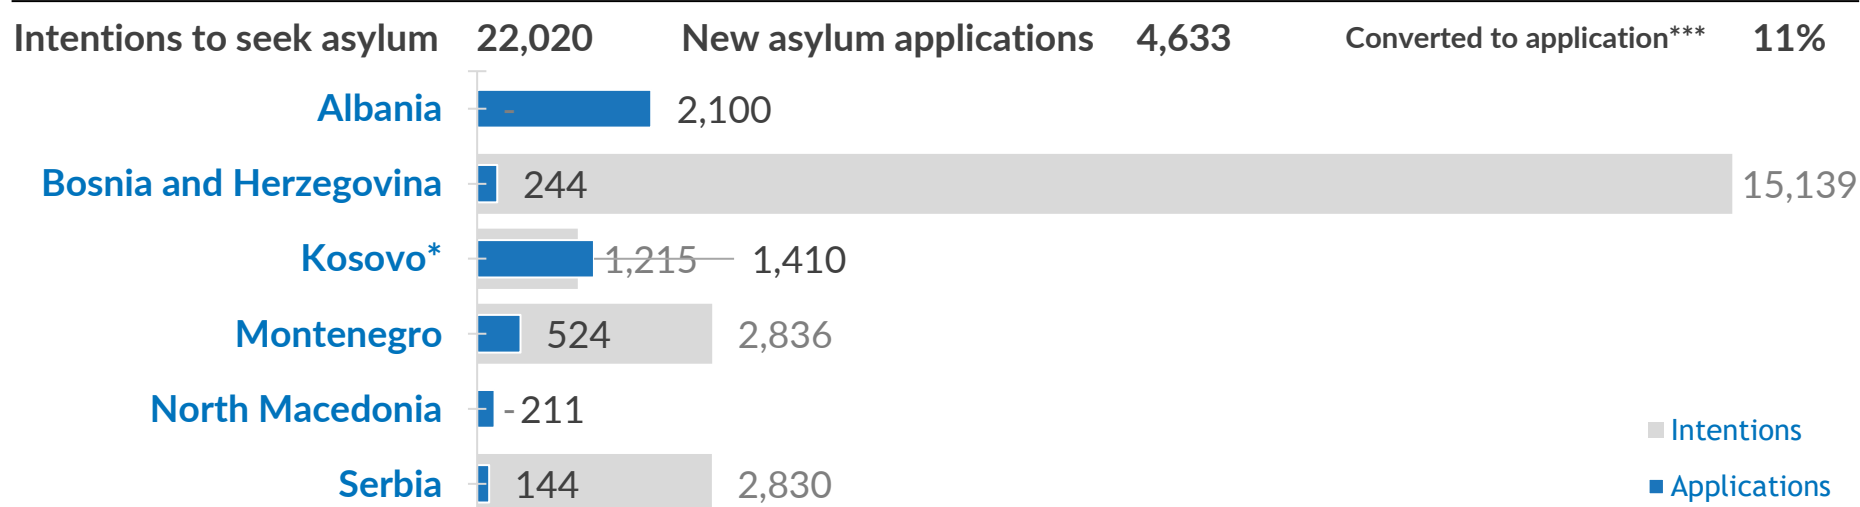 Intentions to seek asylum 22,020 New asylum applications 4,633 Converted to application*** 11%
Albania - 2,100
Bosnia and Herzegovina 244 15,139
Kosovo* 1,215 1,410
Montenegro 524 2,836
North Macedonia - 211
Intentions
Serbia 144 2,830
Applications